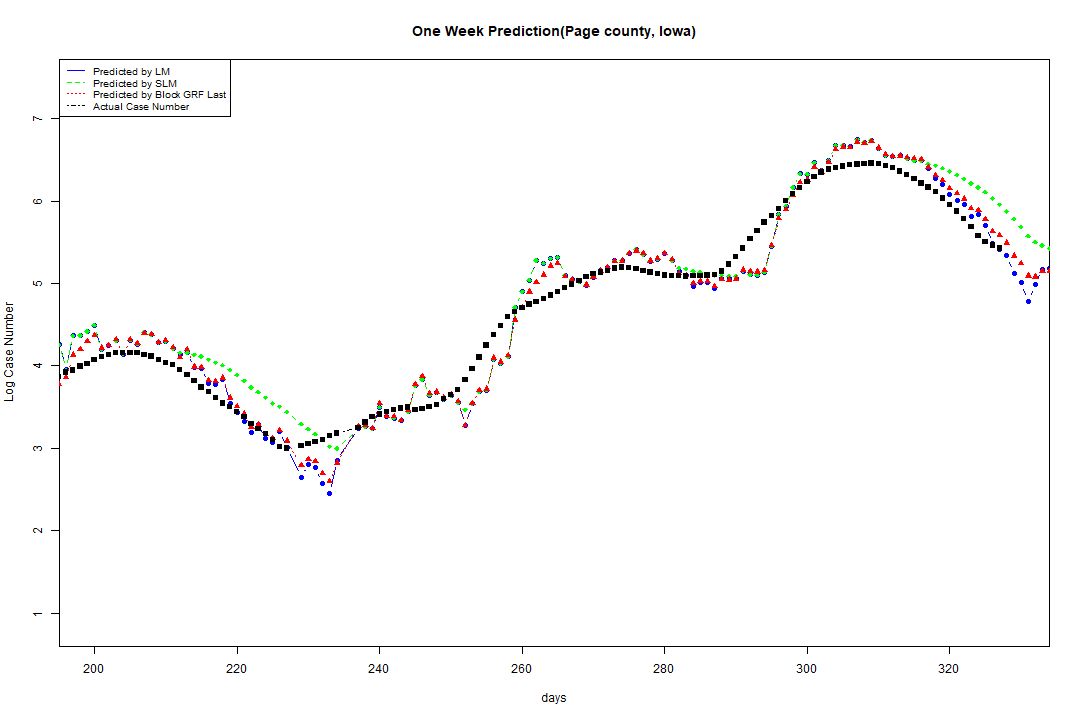 One Week Prediction(Page county, Iowa)
Predicted by LM
Predicted by SLM
Predicted by Block GRF Last
Actual Case Number
7
6
5
4
3
2
1
Log Case Number
200 220 240 260 280 300 320
days